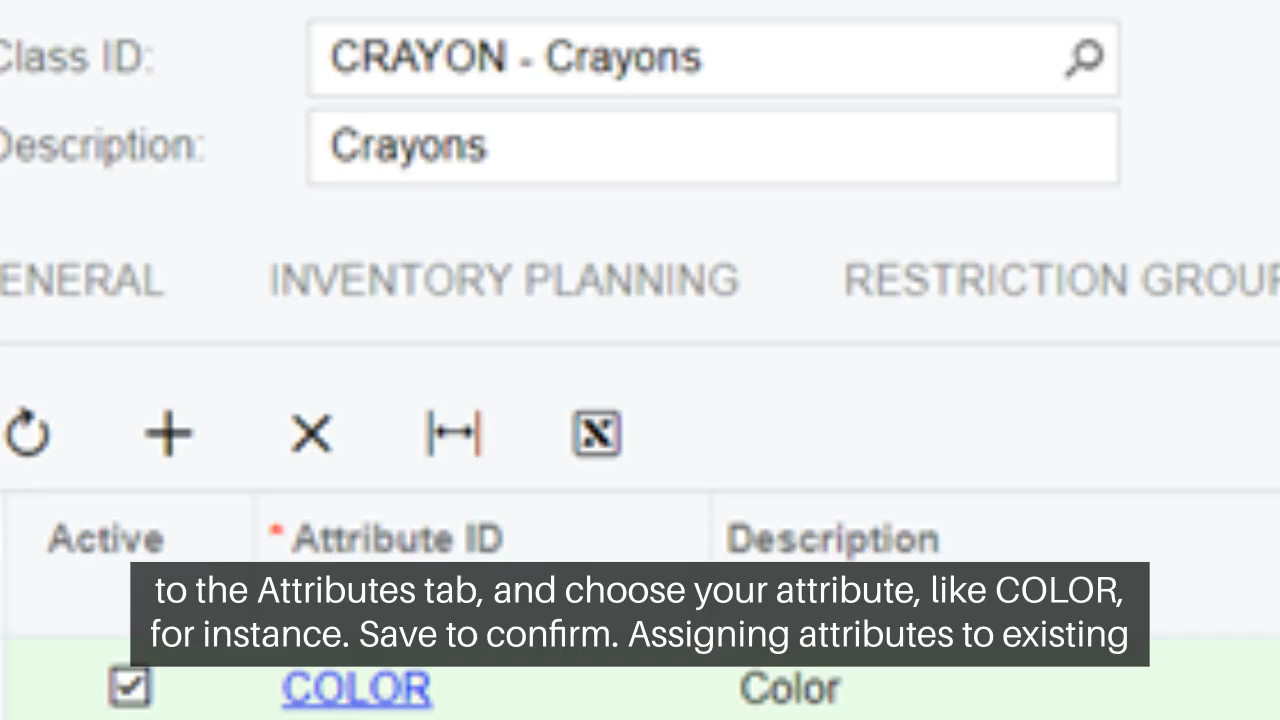 Class ID: CRAYON - Crayons
Description: Crayons
ENERAL INVENTORY PLANNING RESTRICTION GROUP
Active * Attribute ID Description
to the Attributes tab, and choose your attribute, like COLOR,
for instance. Save to confirm. Assigning attributes to existing
COLOR Color